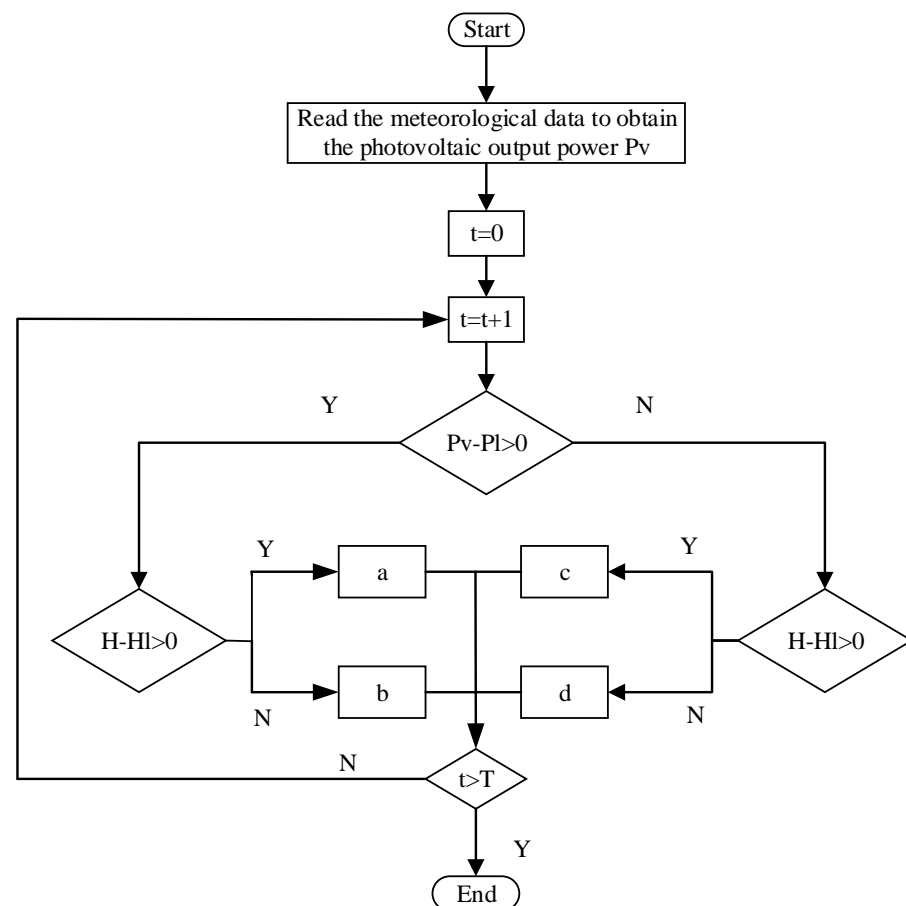 Start
Read the meteorological data to obtain
the photovoltaic output power Pv
t=0
t=t+1
Y
N
Pv-Pl>0
Y
a
c
Y
H-Hl>0
H-Hl>0
N
b
d
N
N
t>T
Y
End